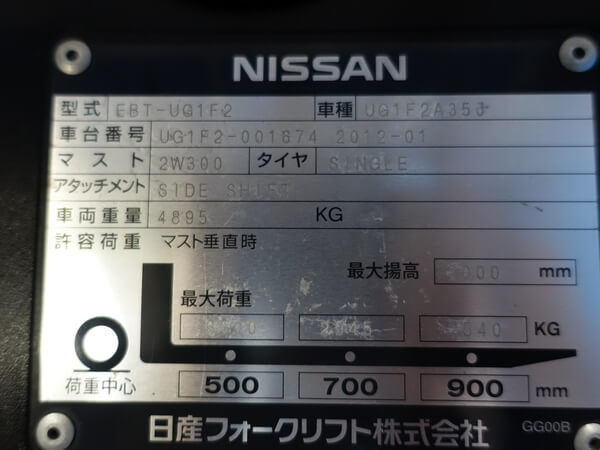 NISSAN
型式 EBT-UG1F2 車種 UG1F2A35J
車台番号 UG1F2-001674 2012-01
マスト 2W300 タイヤ SINGLE
アタッチメント SIDE SHIFT
車両重量 4895 KG
許容荷重 マスト垂直時
最大揚高 mm
最大荷重
KG
荷重中心 500 700 900 mm
日産フォークリフト株式会社 GG00B